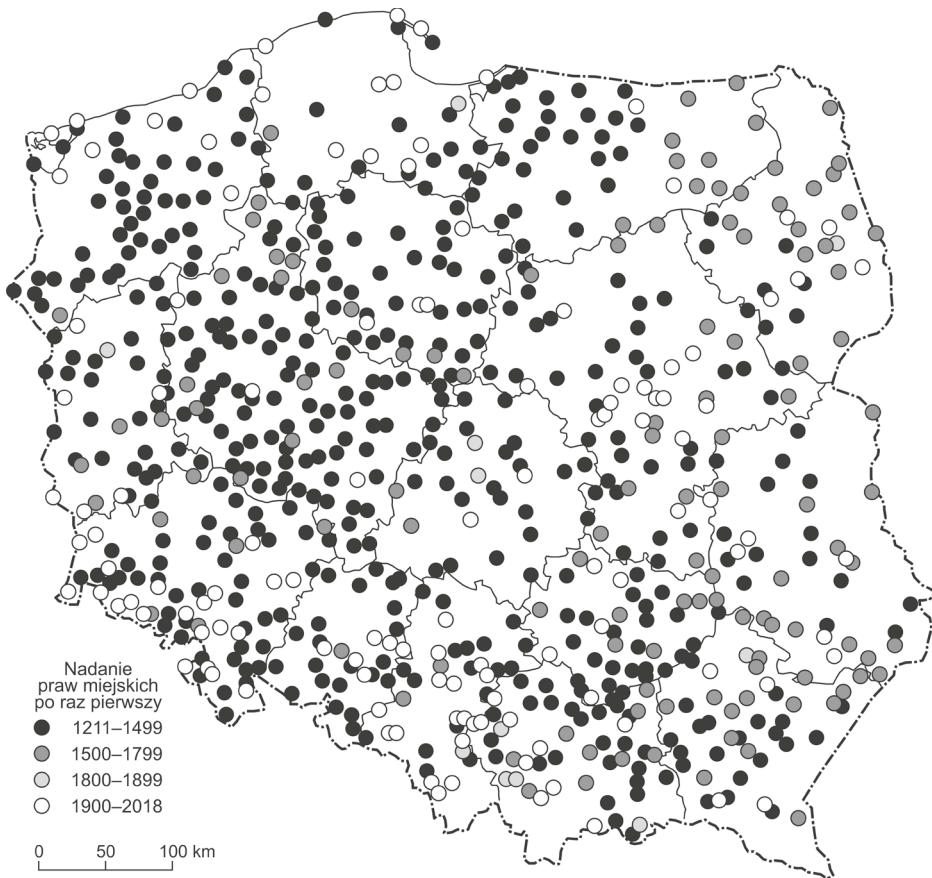 Nadanie
praw miejskich
po raz pierwszy
1211–1499
1500–1799
1800–1899
1900–2018
0 50 100 km